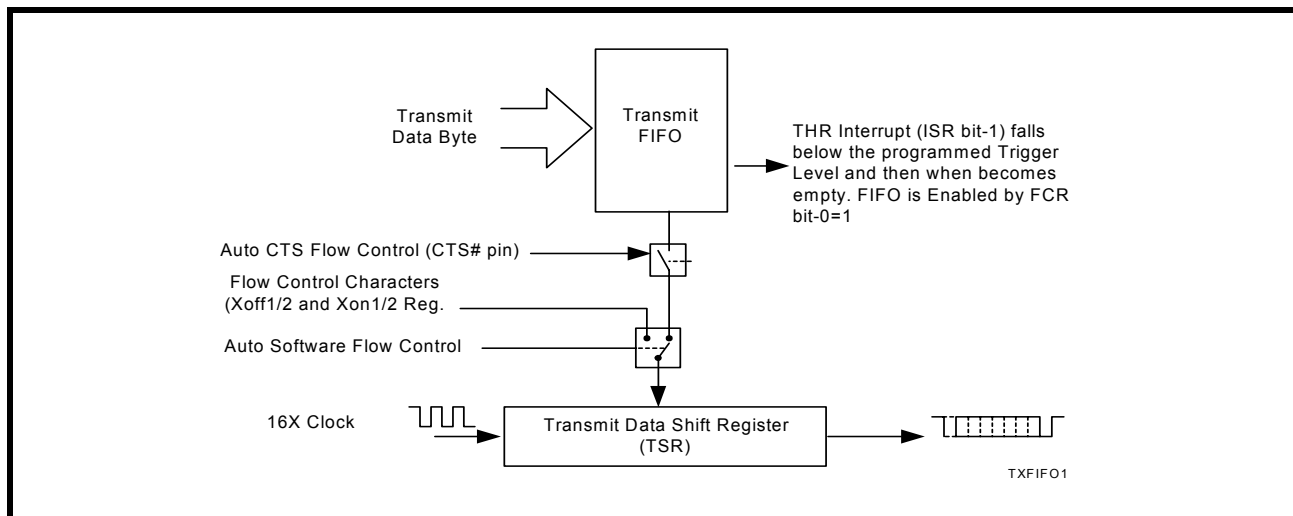 Transmit
Data Byte
Transmit
FIFO
THR Interrupt (ISR bit-1) falls
below the programmed Trigger
Level and then when becomes
empty. FIFO is Enabled by FCR
bit-0=1
Auto CTS Flow Control (CTS# pin)
Flow Control Characters
(Xoff1/2 and Xon1/2 Reg.
Auto Software Flow Control
16X Clock
Transmit Data Shift Register
(TSR)
TXFIFO1